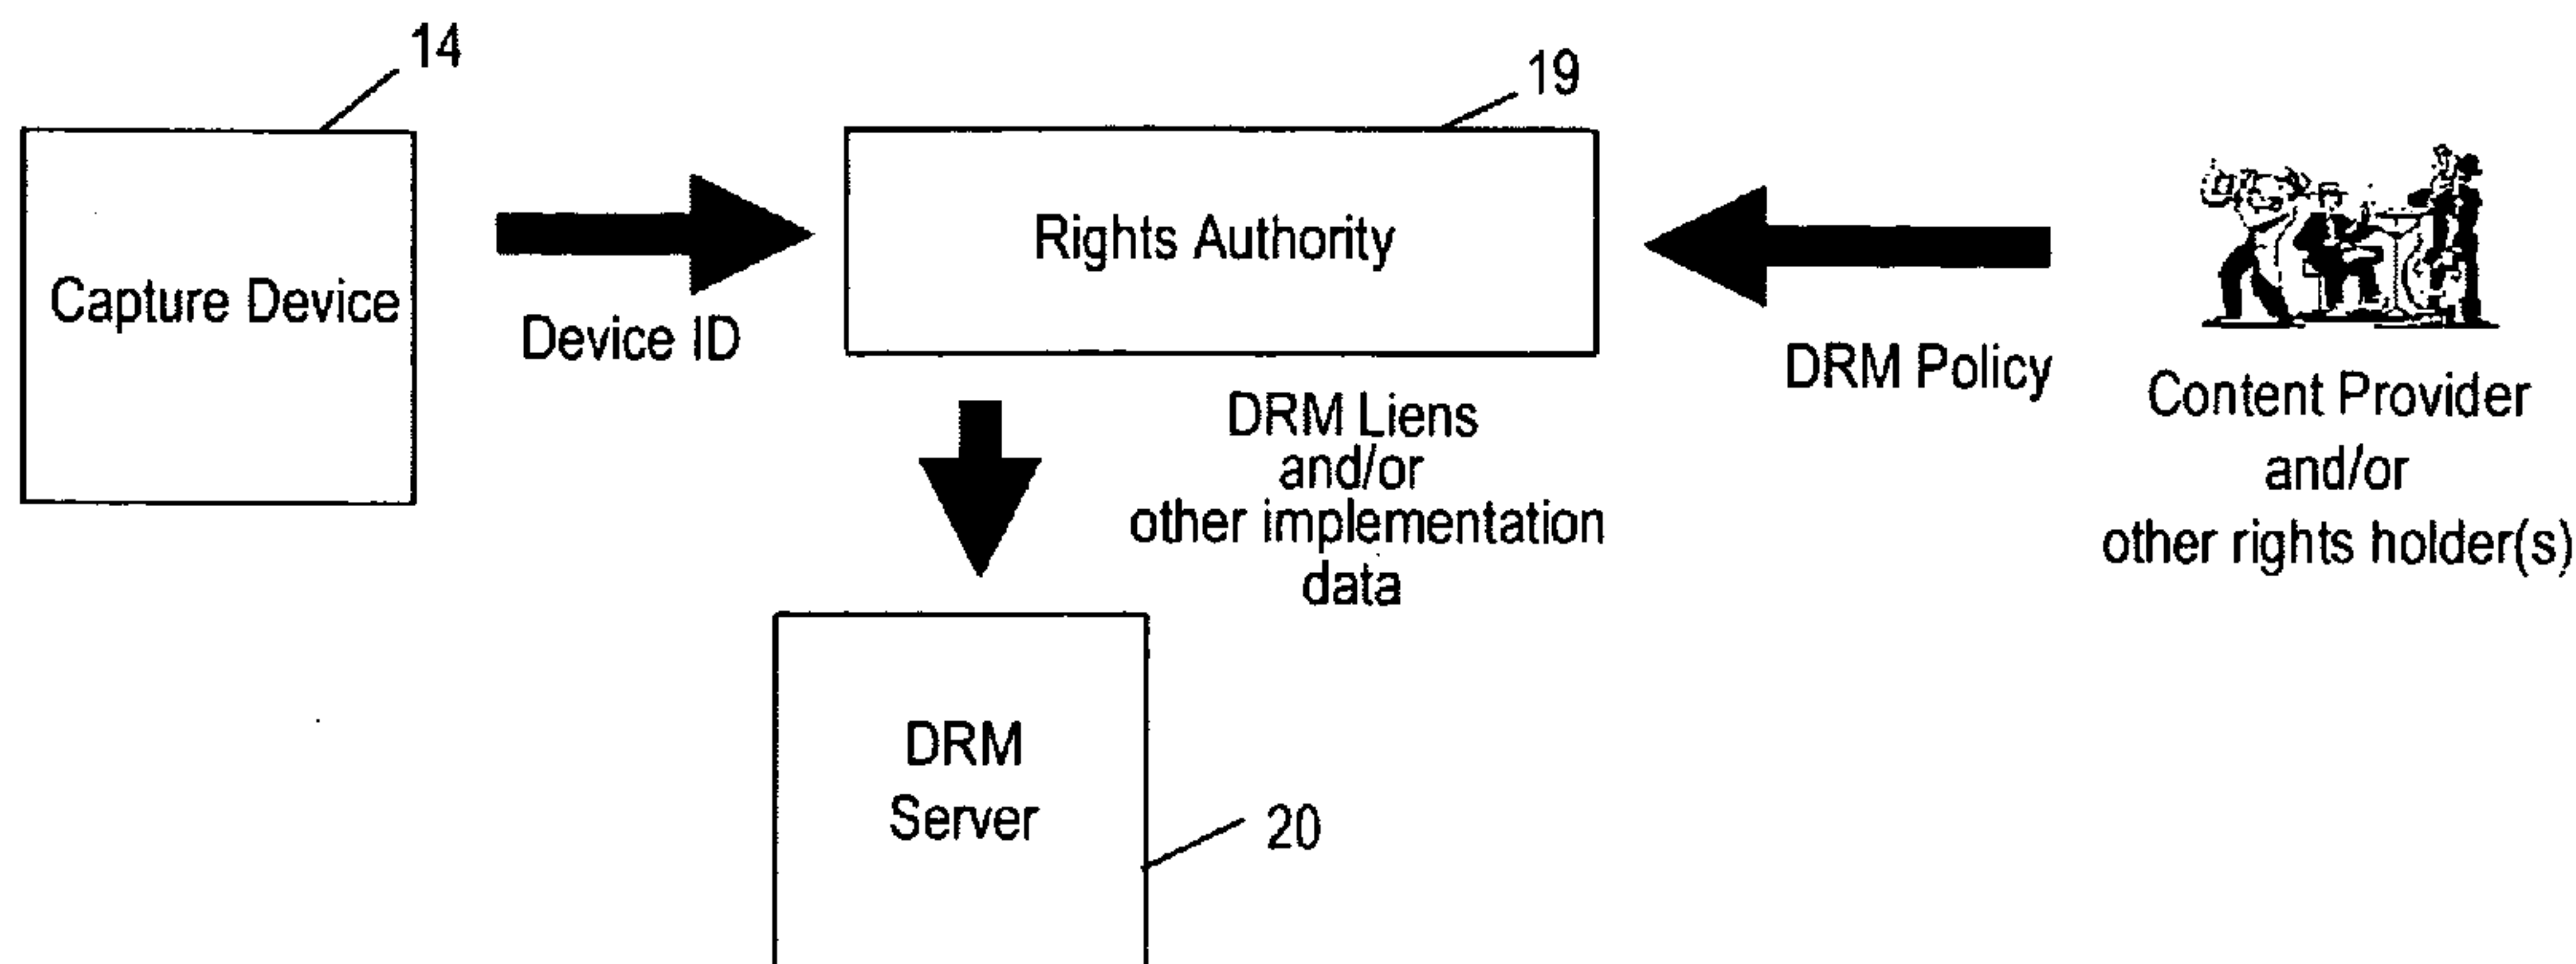 14
19
Capture Device
Device ID
Rights Authority
DRM Policy
Content Provider
and/or
other rights holder(s)
DRM Liens
and/or
other implementation
data
DRM
Server
20